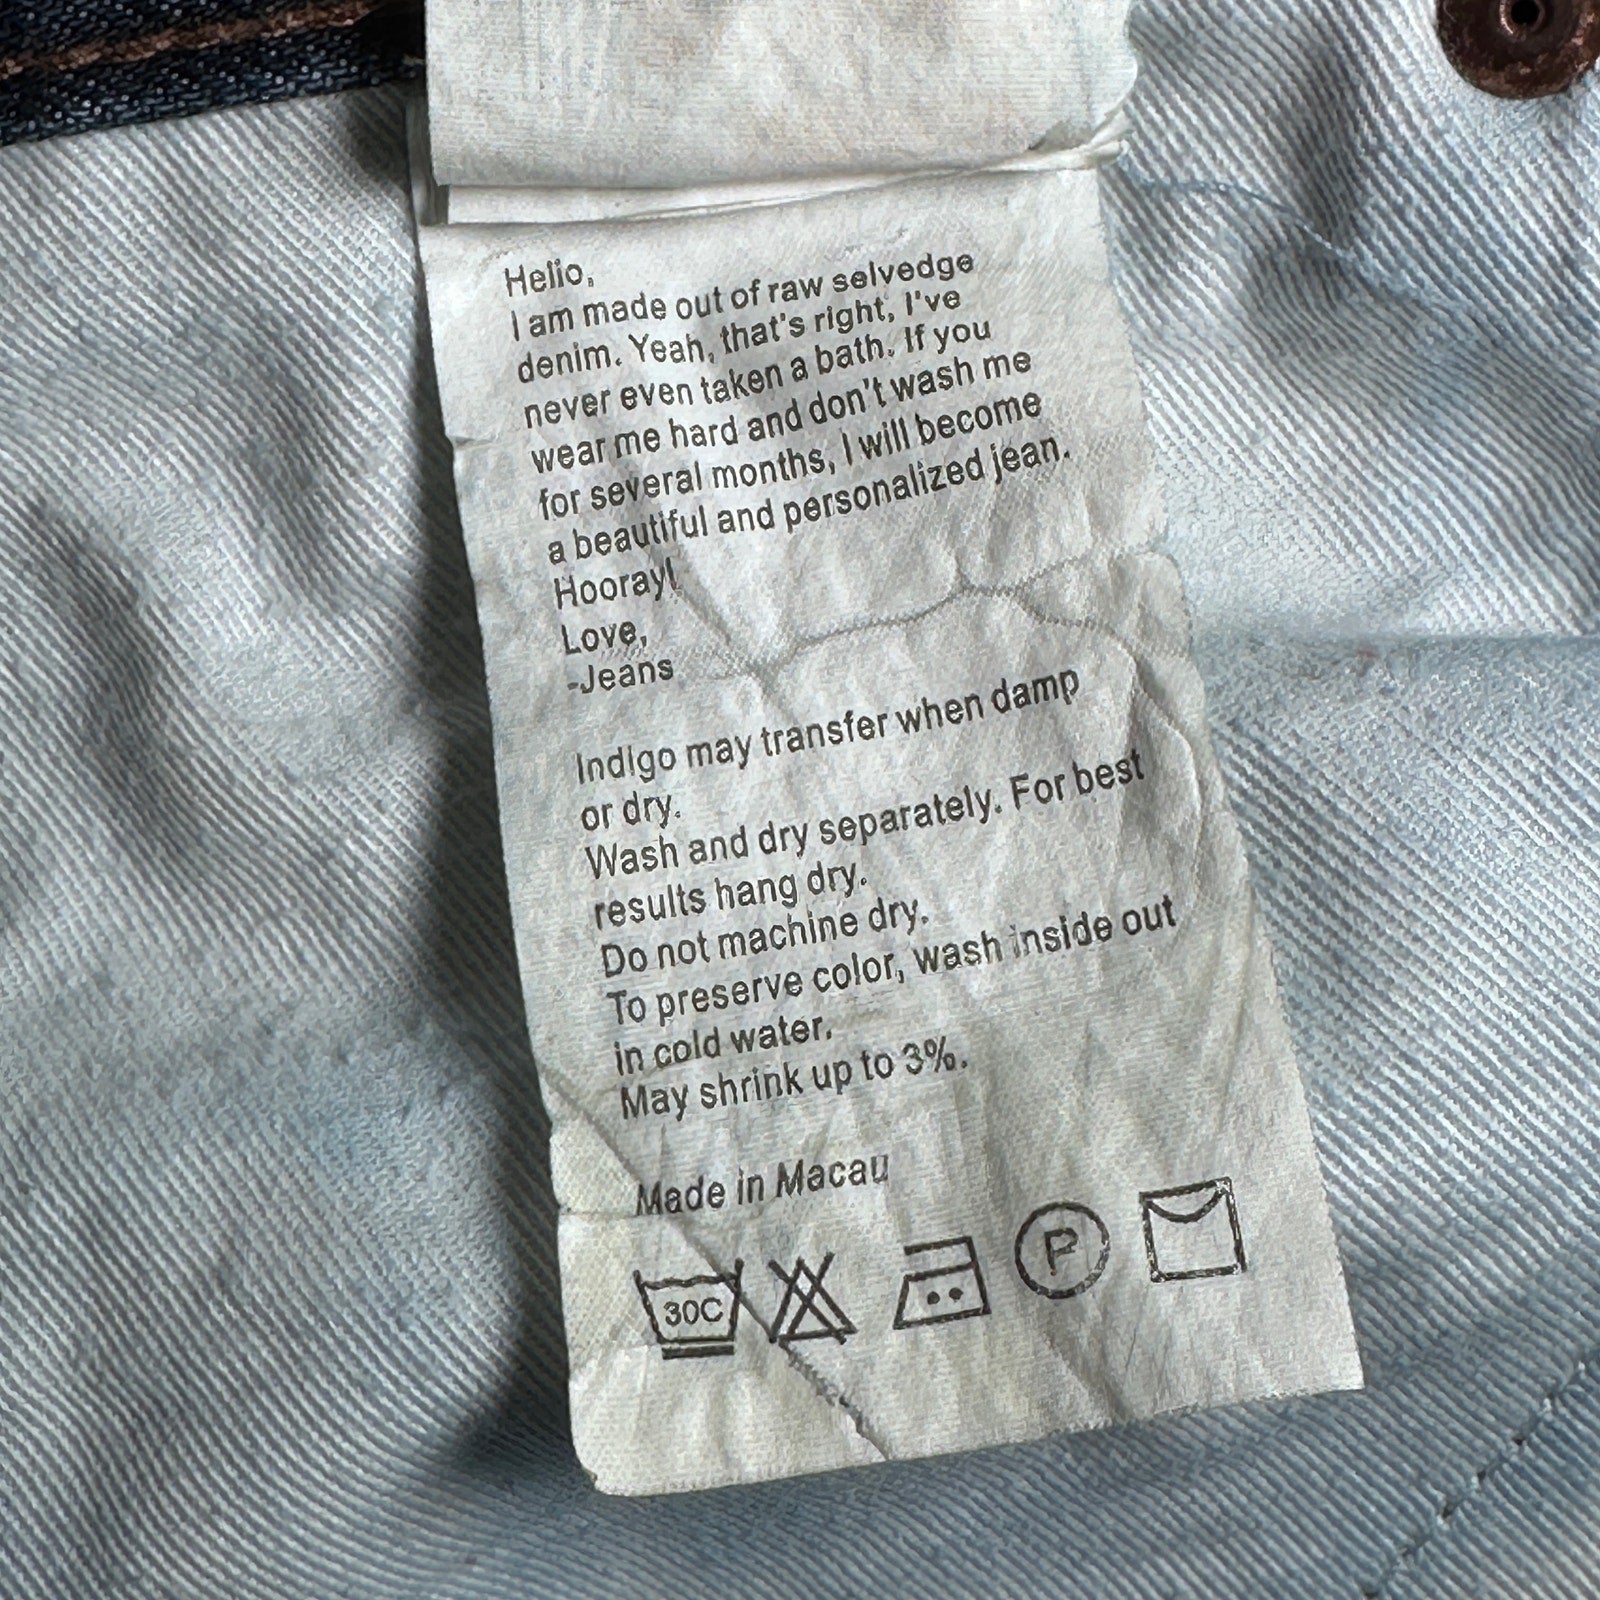 Hello,
I am made out of raw selvedge
denim. Yeah, that's right, I've
never even taken a bath. If you
wear me hard and don't wash me
for several months, I will become
a beautiful and personalized jean.
Hooray!
Love,
-Jeans
Indigo may transfer when damp
or dry.
Wash and dry separately. For best
results hang dry.
Do not machine dry.
To preserve color, wash inside out
in cold water.
May shrink up to 3%.
Made in Macau
30C
P